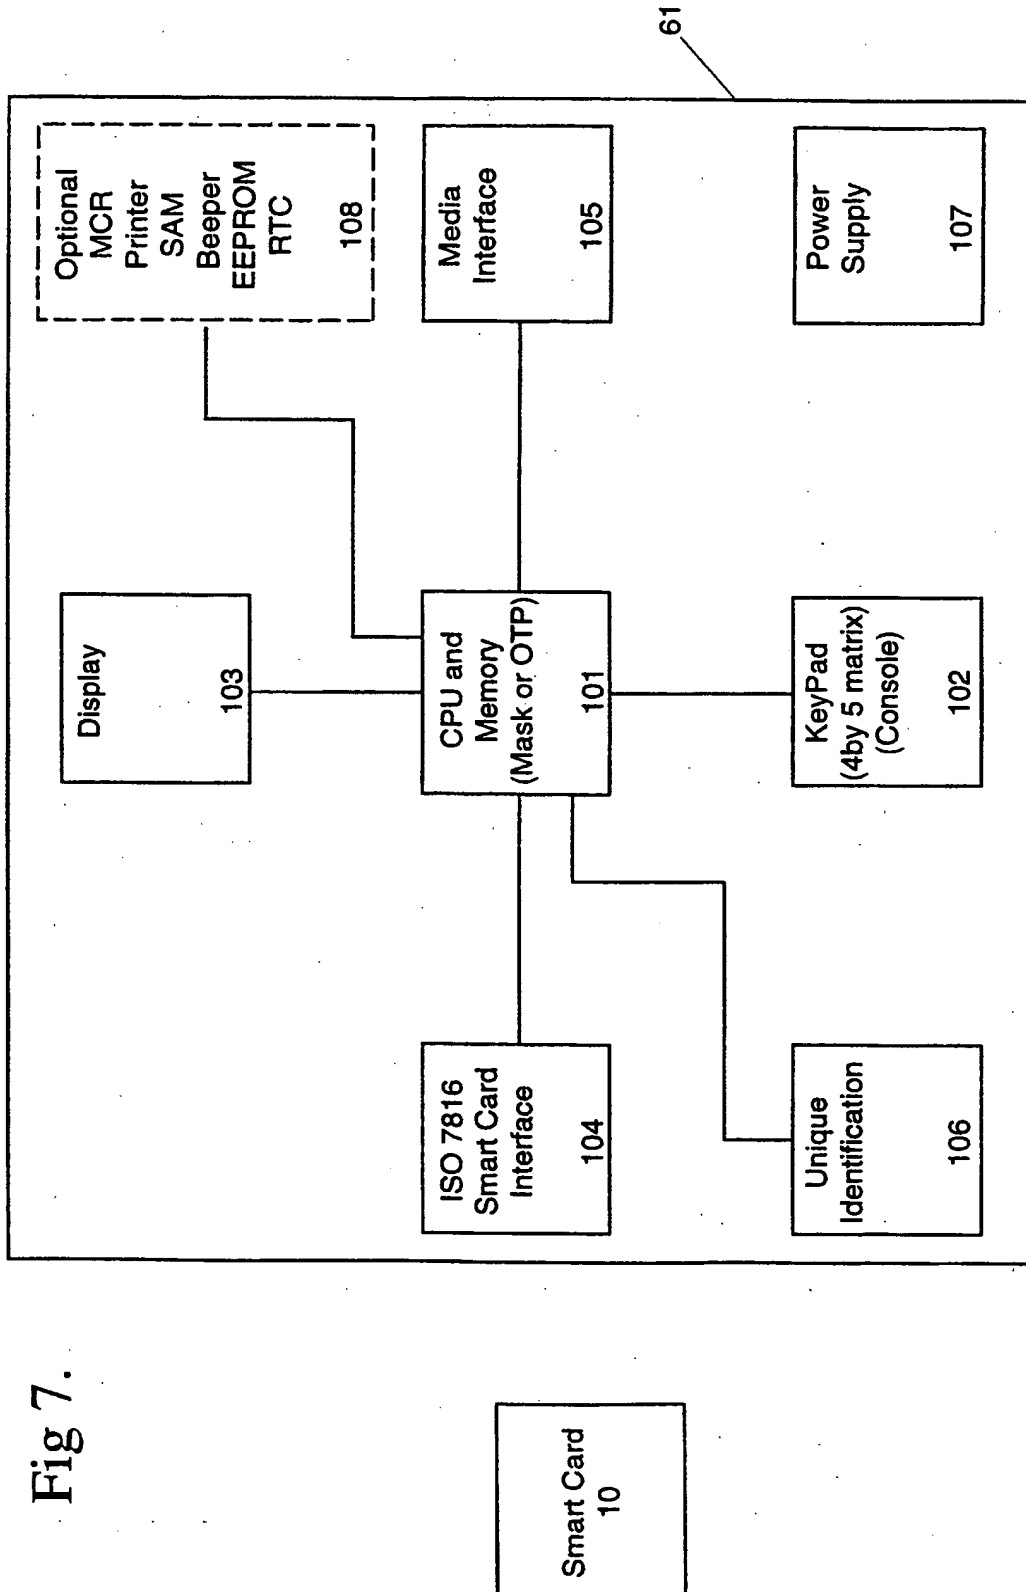 Fig 7.
Smart Card
10
61
Display
103
Optional
MCR
Printer
SAM
Beeper
EEPROM
RTC
108
ISO 7816
Smart Card
Interface
104
CPU and
Memory
(Mask or OTP)
101
Media
Interface
105
Unique
Identification
106
KeyPad
(4by 5 matrix)
(Console)
102
Power
Supply
107